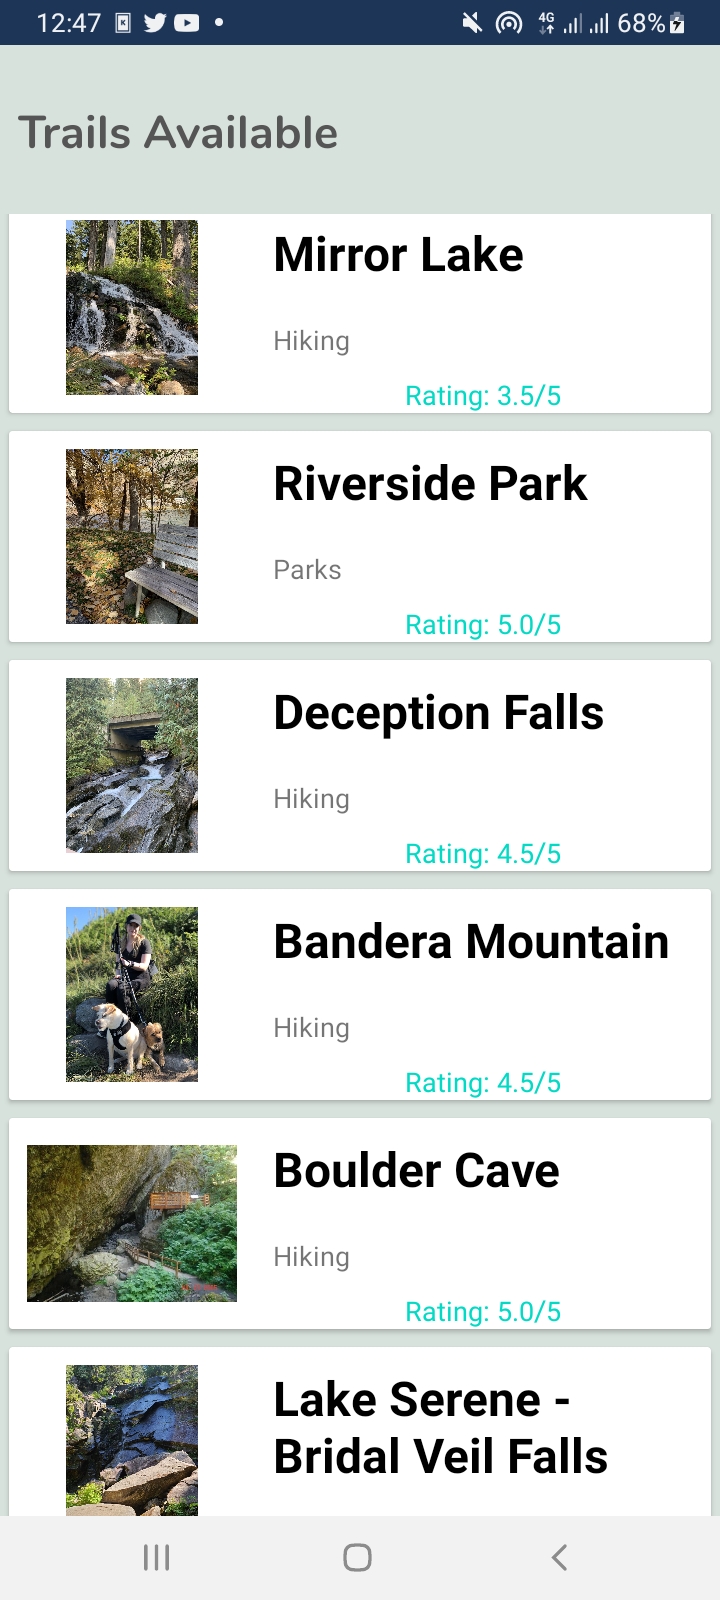 12:47
4G
68%
Trails Available
Mirror Lake
Hiking
Rating: 3.5/5
Riverside Park
Parks
Rating: 5.0/5
Deception Falls
Hiking
Rating: 4.5/5
Bandera Mountain
Hiking
Rating: 4.5/5
Boulder Cave
Hiking
Rating: 5.0/5
Lake Serene -
Bridal Veil Falls